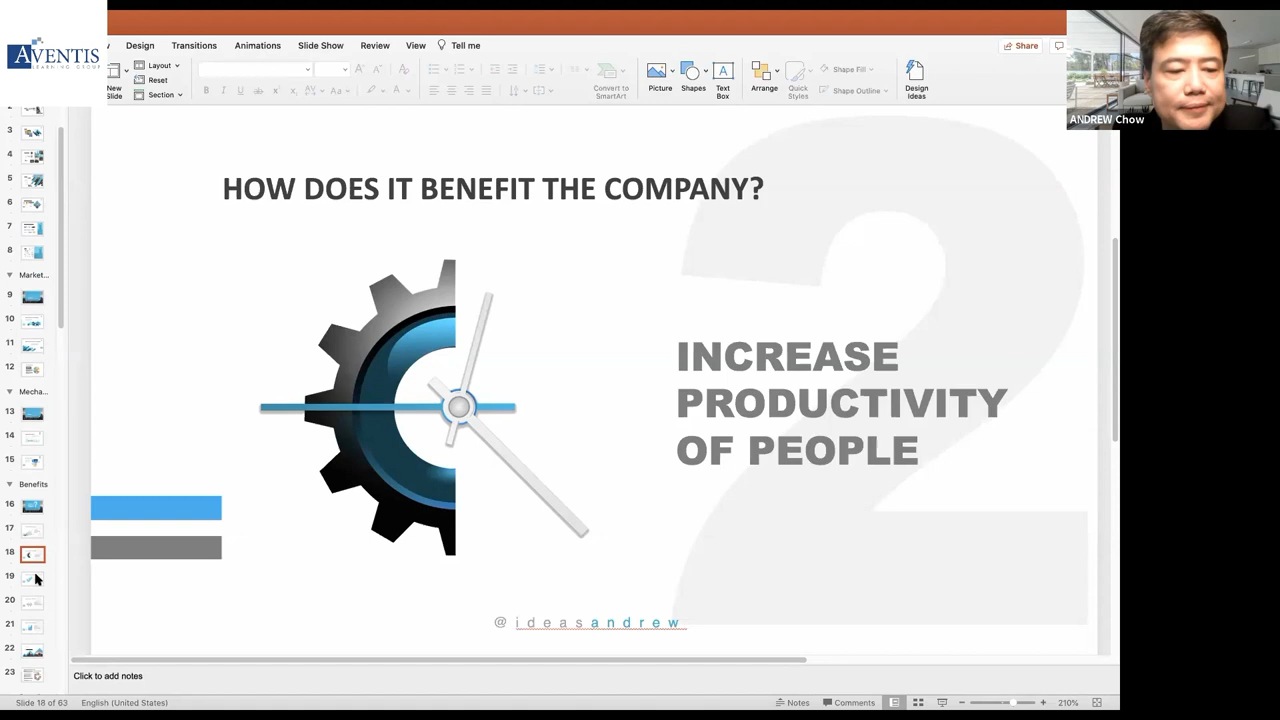 AVENTIS
LEARNING GROUP
Design
Transitions
Animations
Slide Show
Review
View
Tell me
Share
New
Slide
Layout
Reset
Section
B I U
Convert to
SmartArt
Picture
Shapes
Text
Box
Arrange
Quick
Styles
Shape Fill
Shape Outline
Design
Ideas
ANDREW Chow
3
4
5
6
7
8
Market...
9
10
11
12
Mecha...
13
14
15
Benefits
16
17
18
19
20
21
22
23
HOW DOES IT BENEFIT THE COMPANY?
2
INCREASE
PRODUCTIVITY
OF PEOPLE
@ideasandrew
Click to add notes
Slide 18 of 63
English (United States)
Notes
Comments
210%